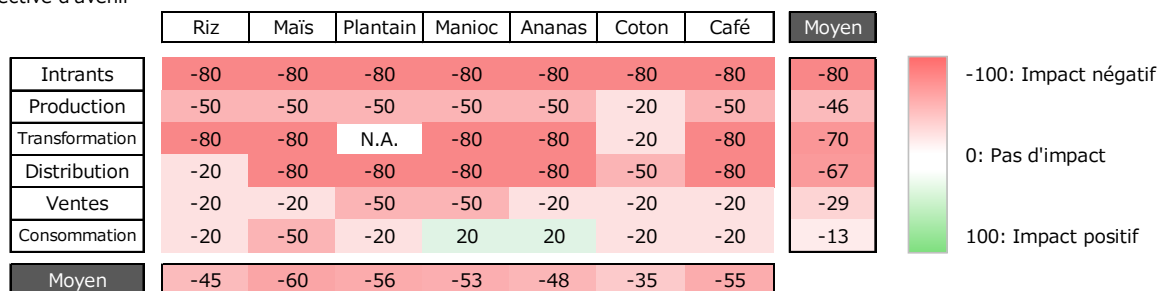 d'avenir
Riz Maïs Plantain Manioc Ananas Coton Café Moyen
Intrants -80 -80 -80 -80 -80 -80 -80 -80
-100: Impact négatif
Production -50 -50 -50 -50 -50 -20 -50 -46
Transformation -80 -80 N.A. -80 -80 -20 -80 -70
0: Pas d'impact
Distribution -20 -80 -80 -80 -80 -50 -80 -67
Ventes -20 -20 -50 -50 -20 -20 -20 -29
Consommation -20 -50 -20 20 20 -20 -20 -13
100: Impact positif
Moyen -45 -60 -56 -53 -48 -35 -55